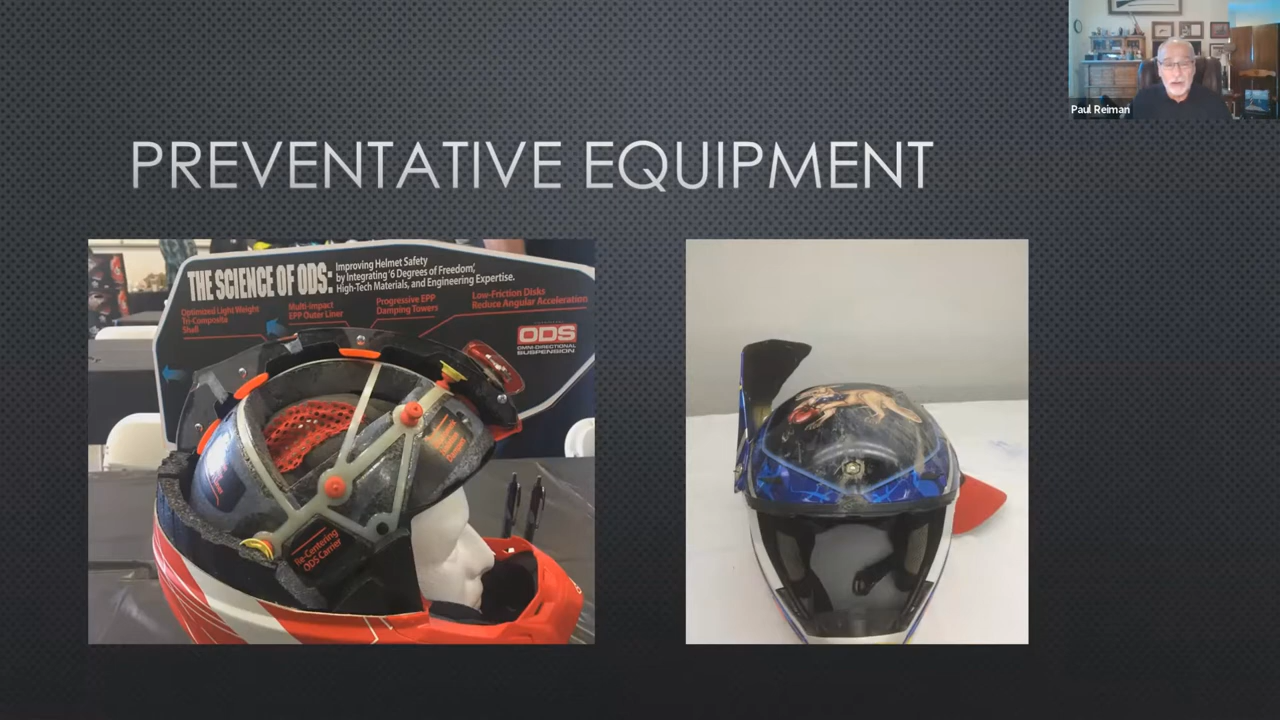 Paul Reiman
PREVENTATIVE EQUIPMENT
THE SCIENCE OF ODS:
Improving Helmet Safety
by Integrating '6 Degrees of Freedom',
High-Tech Materials, and Engineering Expertise.
Optimized Light Weight
Tri-Composite
Shell
Multi-impact
EPP Outer Liner
Progressive EPP
Damping Towers
Low-Friction Disks
Reduce Angular Acceleration
ODS
OMNI-DIRECTIONAL
SUSPENSION
Re-Centering
ODS Carrier